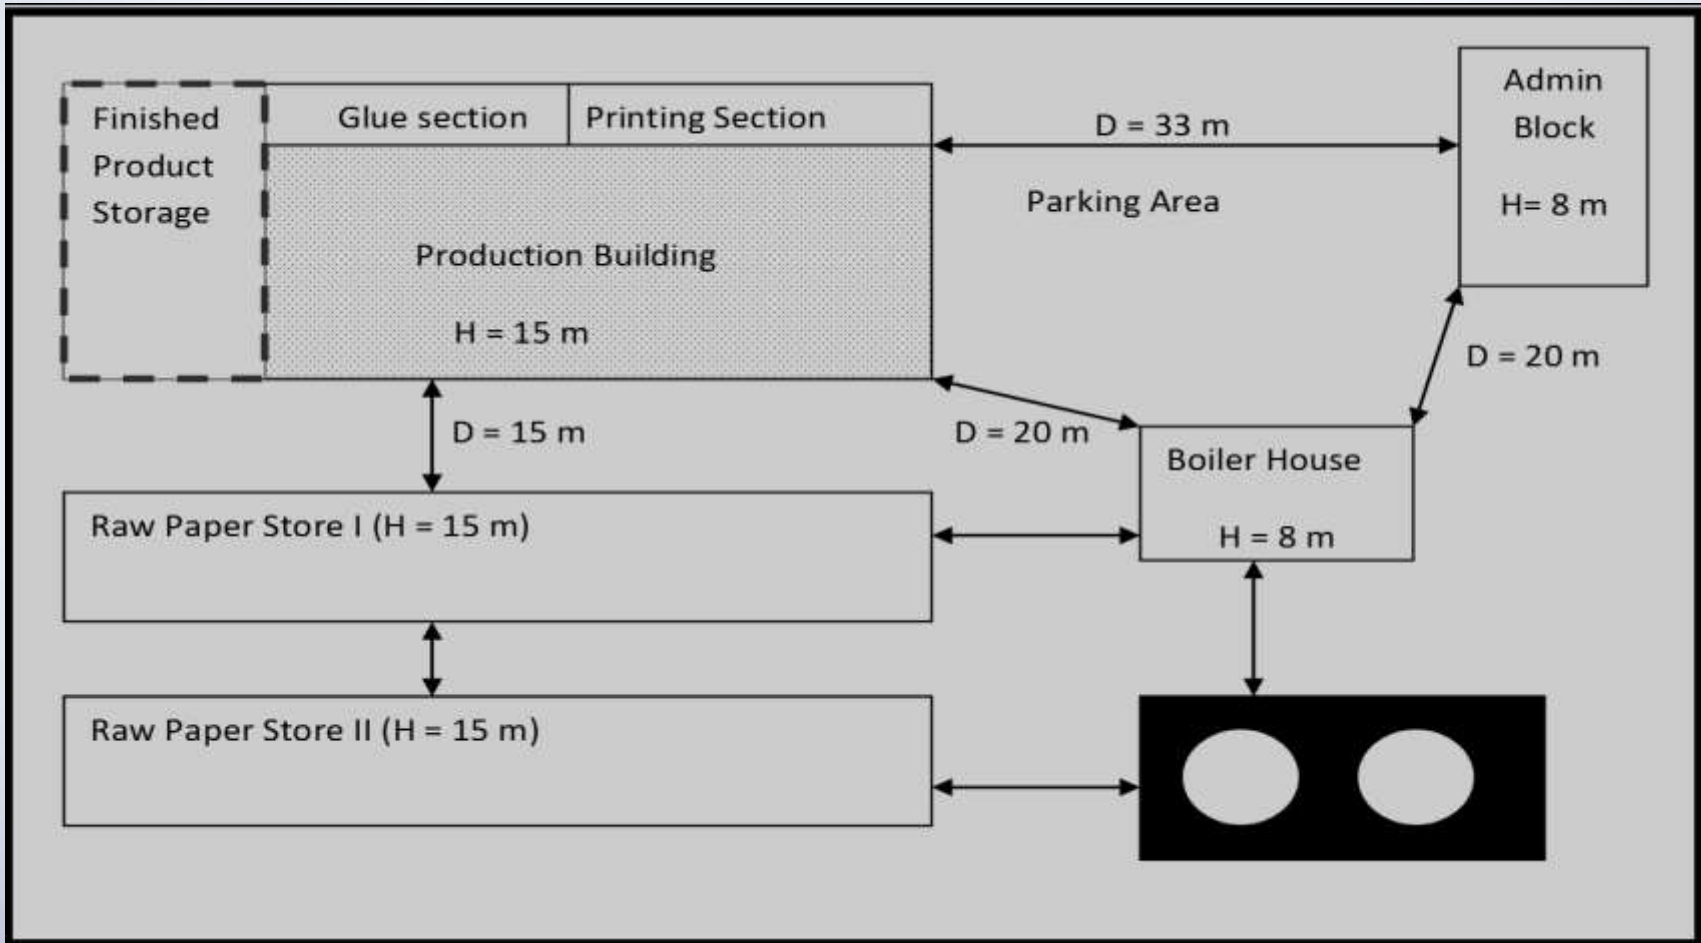 Finished
Product
Storage
Glue section
Printing Section
D = 33 m
Admin
Block
H= 8 m
Parking Area
Production Building
H = 15 m
D = 20 m
D = 15 m
D = 20 m
Boiler House
H = 8 m
Raw Paper Store I (H = 15 m)
Raw Paper Store II (H = 15 m)